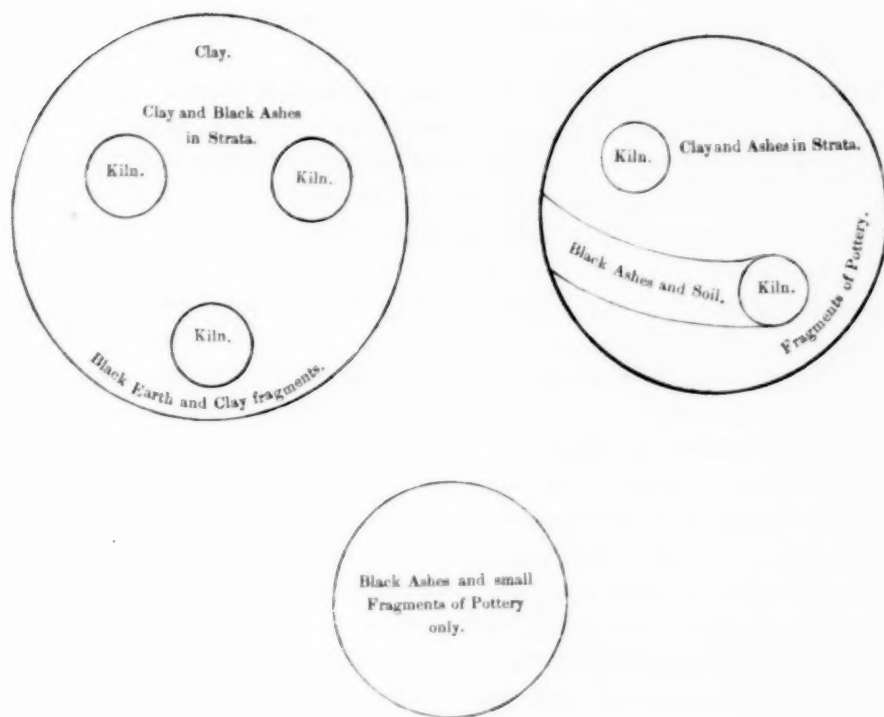 Clay.
Clay and Black Ashes
in Strata.
Kiln.
Kiln.
Kiln.
Black Earth and Clay fragments.
Kiln.
Clay and Ashes in Strata.
Black Ashes and Soil.
Kiln.
Fragments of Pottery.
Black Ashes and small
Fragments of Pottery
only.